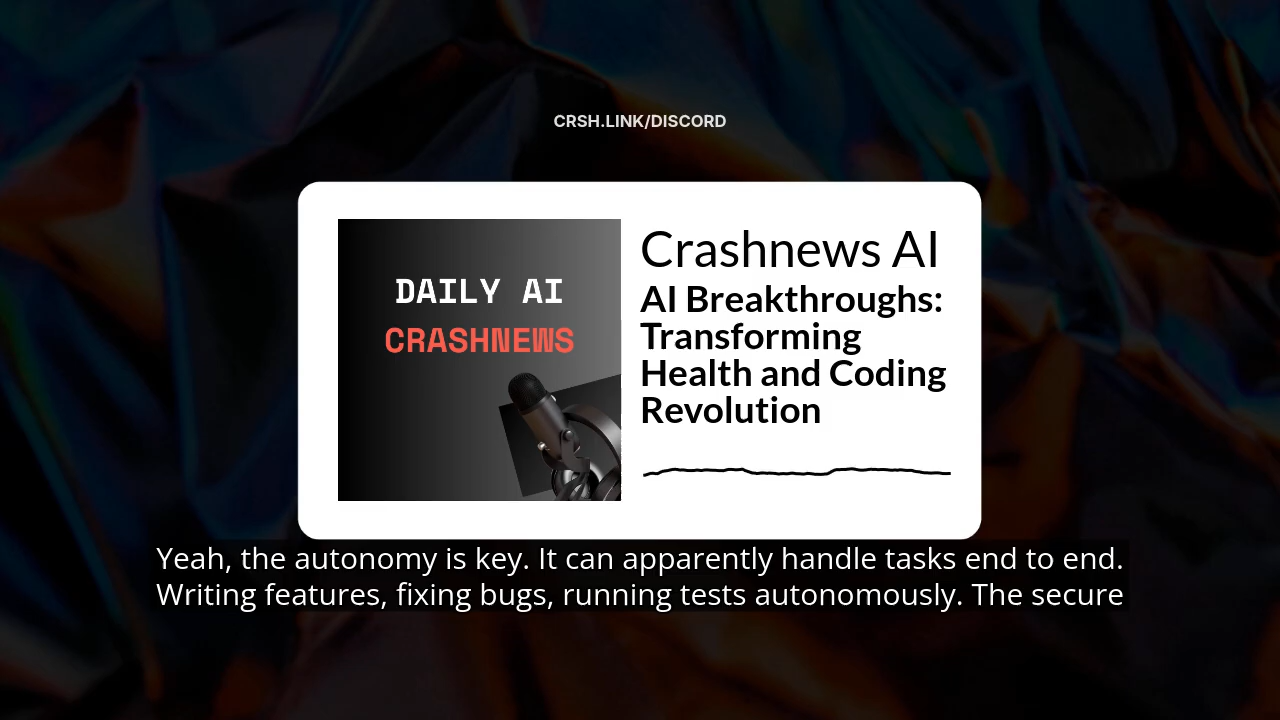 CRSH.LINK/DISCORD
DAILY AI
CRASHNEWS
Crashnews AI
AI Breakthroughs:
Transforming
Health and Coding
Revolution
Yeah, the autonomy is key. It can apparently handle tasks end to end.
Writing features, fixing bugs, running tests autonomously. The secure